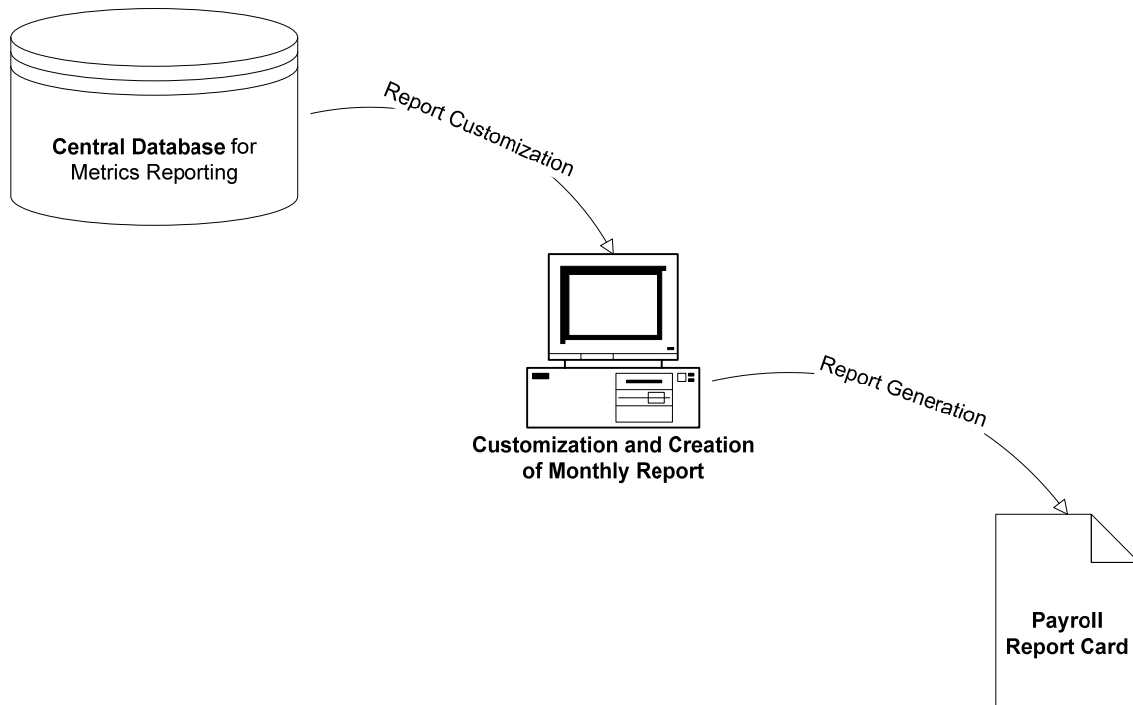 Central Database for
Metrics Reporting
Report Customization
Customization and Creation
of Monthly Report
Report Generation
Payroll
Report Card